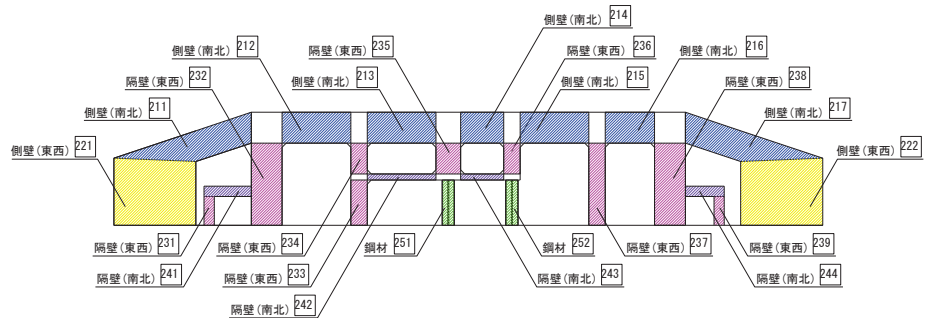 側壁(南北) 214
側壁(南北) 212
隔壁(東西) 235
隔壁(東西) 236
側壁(南北) 216
隔壁(東西) 232
側壁(南北) 213
側壁(南北) 215
隔壁(東西) 238
側壁(南北) 211
側壁(南北) 217
側壁(東西) 221
側壁(東西) 222
隔壁(東西) 231
隔壁(東西) 234
鋼材 251
鋼材 252
隔壁(東西) 237
隔壁(東西) 239
隔壁(南北) 241
隔壁(東西) 233
隔壁(南北) 243
隔壁(南北) 244
隔壁(南北) 242